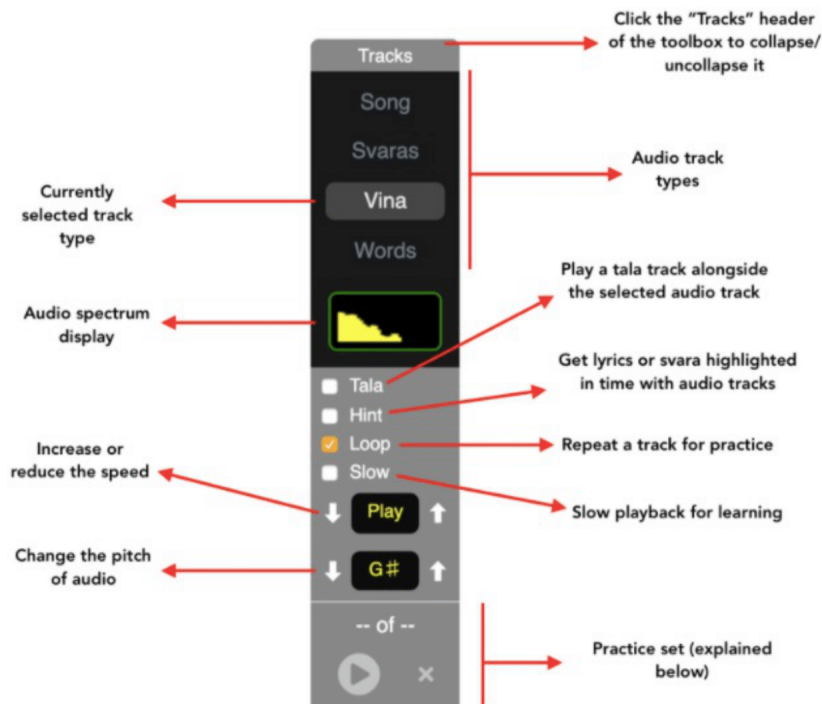 Click the “Tracks” header
of the toolbox to collapse/
uncollapse it
Tracks
Song
Svaras
Vina
Words
Audio track
types
Currently
selected track
type
Play a tala track alongside
the selected audio track
Audio spectrum
display
Get lyrics or svara highlighted
in time with audio tracks
Tala
Hint
Loop
Slow
Repeat a track for practice
Increase or
reduce the speed
Slow playback for learning
Play
Change the pitch
of audio
G♯
-- of --
Practice set (explained
below)